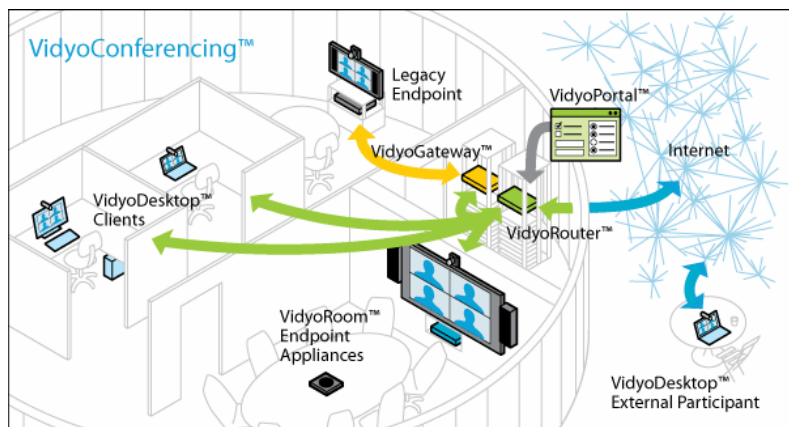 VidyoConferencing™
Legacy
Endpoint
VidyoPortal™
VidyoGateway™
Internet
VidyoDesktop™
Clients
VidyoRouter™
VidyoRoom™
Endpoint
Appliances
VidyoDesktop™
External Participant